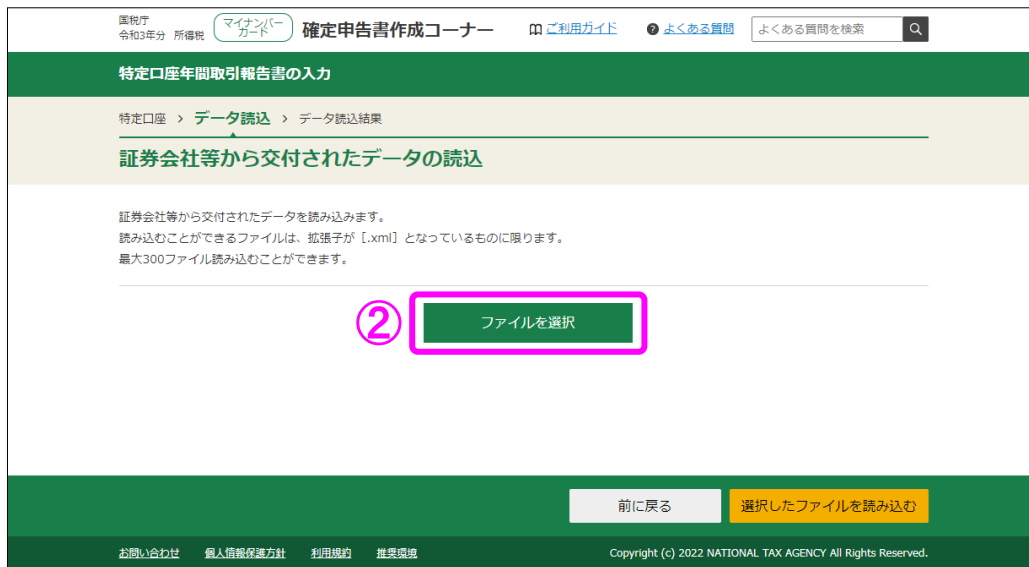 国税庁
令和3年分 所得税
マイナンバー
カード
確定申告書作成コーナー
ご利用ガイド
? よくある質問
よくある質問を検索
特定口座年間取引報告書の入力
特定口座 > データ読込 > データ読込結果
証券会社等から交付されたデータの読込
証券会社等から交付されたデータを読み込みます。
読み込むことができるファイルは、拡張子が［.xml］となっているものに限ります。
最大300ファイル読み込むことができます。
②
ファイルを選択
前に戻る
選択したファイルを読み込む
お問い合わせ 個人情報保護方針 利用規約 推奨環境
Copyright (c) 2022 NATIONAL TAX AGENCY All Rights Reserved.